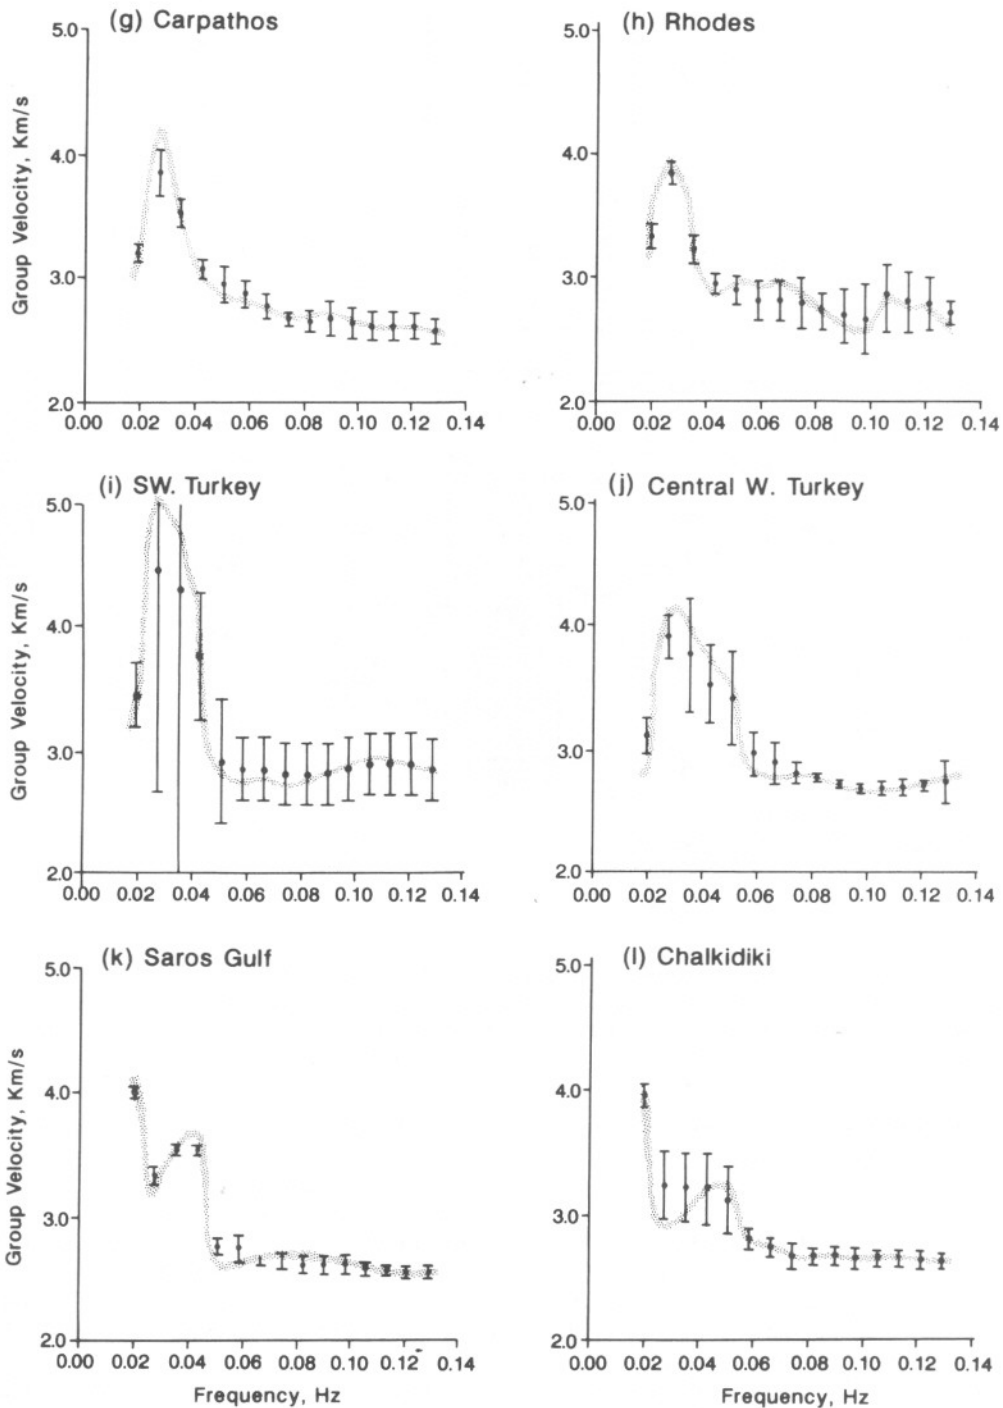 (g) Carpathos
5.0
4.0
3.0
2.0
Group Velocity, Km/s
0.00 0.02 0.04 0.06 0.08 0.10 0.12 0.14
(h) Rhodes
5.0
4.0
3.0
2.0
0.00 0.02 0.04 0.06 0.08 0.10 0.12 0.14
(i) SW. Turkey
5.0
4.0
3.0
2.0
Group Velocity, Km/s
0.00 0.02 0.04 0.06 0.08 0.10 0.12 0.14
(j) Central W. Turkey
5.0
4.0
3.0
2.0
0.00 0.02 0.04 0.06 0.08 0.10 0.12 0.14
(k) Saros Gulf
5.0
4.0
3.0
2.0
Group Velocity, Km/s
0.00 0.02 0.04 0.06 0.08 0.10 0.12 0.14
Frequency, Hz
(l) Chalkidiki
5.0
4.0
3.0
2.0
0.00 0.02 0.04 0.06 0.08 0.10 0.12 0.14
Frequency, Hz